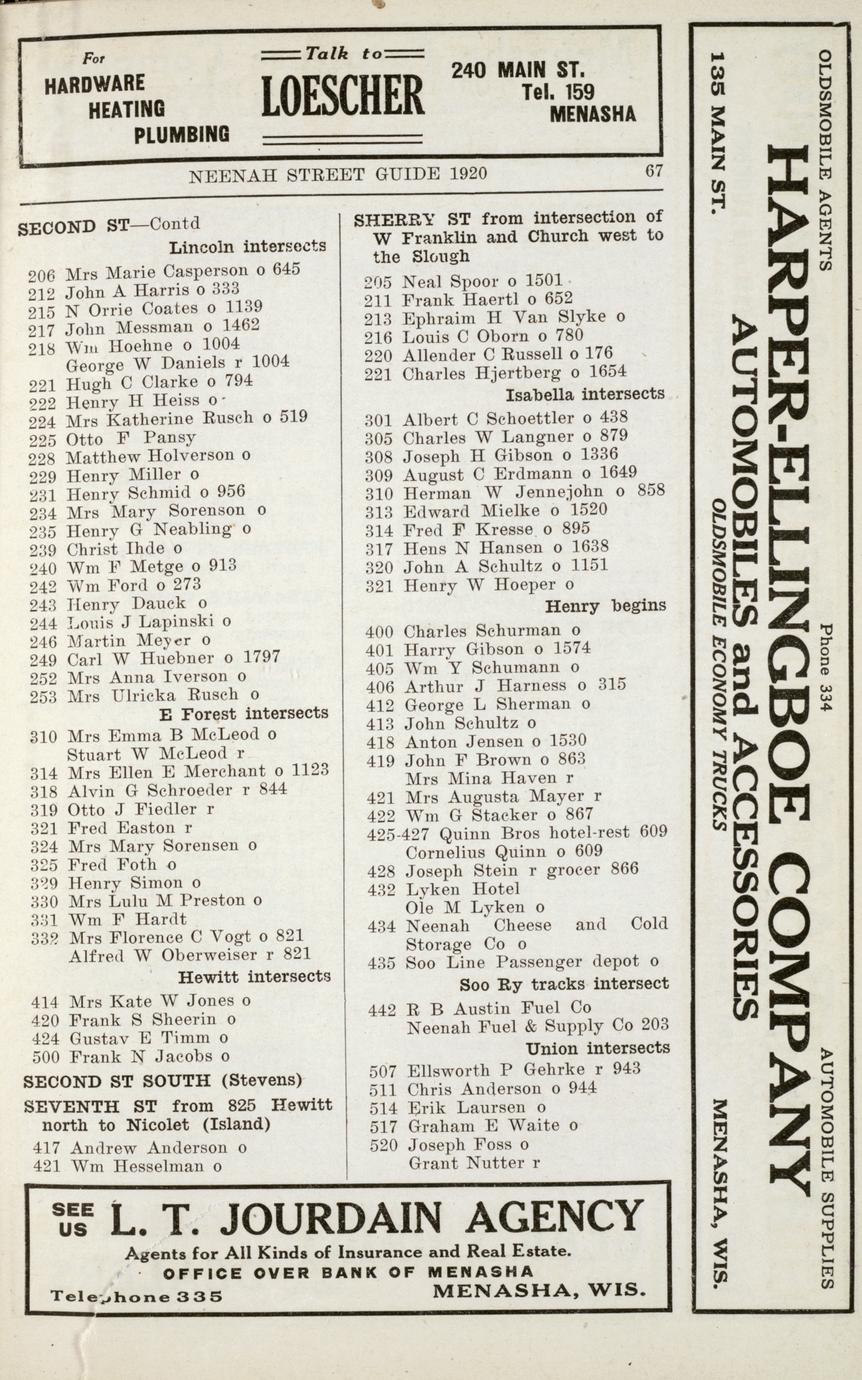 For
HARDWARE
HEATING
PLUMBING
Talk to
LOESCHER
240 MAIN ST.
Tel. 159
MENASHA
NEENAH STREET GUIDE 1920 67
SECOND ST—Contd
Lincoln intersects
206 Mrs Marie Casperson o 645
212 John A Harris o 333
215 N Orrie Coates o 1139
217 John Messman o 1462
218 Wm Hoehne o 1004
George W Daniels r 1004
221 Hugh C Clarke o 794
222 Henry H Heiss o
224 Mrs Katherine Rusch o 519
225 Otto F Pansy
228 Matthew Holverson o
229 Henry Miller o
231 Henry Schmid o 956
234 Mrs Mary Sorenson o
235 Henry G Neabling o
239 Christ Ihde o
240 Wm F Metge o 913
242 Wm Ford o 273
243 Henry Dauck o
244 Louis J Lapinski o
246 Martin Meyer o
249 Carl W Huebner o 1797
252 Mrs Anna Iverson o
253 Mrs Ulricka Rusch o
E Forest intersects
310 Mrs Emma B McLeod o
Stuart W McLeod r
314 Mrs Ellen E Merchant o 1123
318 Alvin G Schroeder r 844
319 Otto J Fiedler r
321 Fred Easton r
324 Mrs Mary Sorensen o
325 Fred Foth o
329 Henry Simon o
330 Mrs Lulu M Preston o
331 Wm F Hardt
332 Mrs Florence C Vogt o 821
Alfred W Oberweiser r 821
Hewitt intersects
414 Mrs Kate W Jones o
420 Frank S Sheerin o
424 Gustav E Timm o
500 Frank N Jacobs o
SECOND ST SOUTH (Stevens)
SEVENTH ST from 825 Hewitt
north to Nicolet (Island)
417 Andrew Anderson o
421 Wm Hesselman o
SHERRY ST from intersection of
W Franklin and Church west to
the Slough
205 Neal Spoor o 1501
211 Frank Haertl o 652
213 Ephraim H Van Slyke o
216 Louis C Oborn o 780
220 Allender C Russell o 176
221 Charles Hjertberg o 1654
Isabella intersects
301 Albert C Schoettler o 438
305 Charles W Langner o 879
308 Joseph H Gibson o 1336
309 August C Erdmann o 1649
310 Herman W Jennejohn o 858
313 Edward Mielke o 1520
314 Fred F Kresse o 895
317 Hens N Hansen o 1638
320 John A Schultz o 1151
321 Henry W Hoeper o
Henry begins
400 Charles Schurman o
401 Harry Gibson o 1574
405 Wm Y Schumann o
406 Arthur J Harness o 315
412 George L Sherman o
413 John Schultz o
418 Anton Jensen o 1530
419 John F Brown o 863
Mrs Mina Haven r
421 Mrs Augusta Mayer r
422 Wm G Stacker o 867
425-427 Quinn Bros hotel-rest 609
Cornelius Quinn o 609
428 Joseph Stein r grocer 866
432 Lyken Hotel
Ole M Lyken o
434 Neenah Cheese and Cold
Storage Co o
435 Soo Line Passenger depot o
Soo Ry tracks intersect
442 R B Austin Fuel Co
Neenah Fuel & Supply Co 203
Union intersects
507 Ellsworth P Gehrke r 943
511 Chris Anderson o 944
514 Erik Laursen o
517 Graham E Waite o
520 Joseph Foss o
Grant Nutter r
SEE US L. T. JOURDAIN AGENCY
Agents for All Kinds of Insurance and Real Estate.
OFFICE OVER BANK OF MENASHA
Telephone 335 MENASHA, WIS.
OLDSMOBILE AGENTS Phone 334 AUTOMOBILE SUPPLIES
HARPER-ELLINGBOE COMPANY
AUTOMOBILES and ACCESSORIES
135 MAIN ST. OLDSMOBILE ECONOMY TRUCKS MENASHA, WIS.